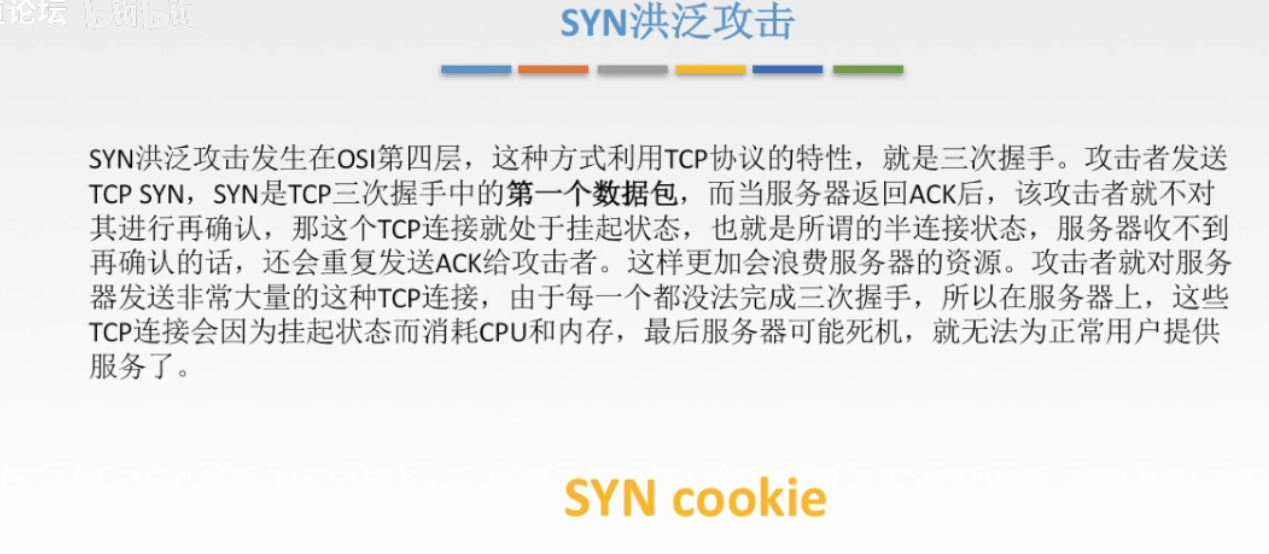 论坛 bilibili
SYN洪泛攻击
SYN洪泛攻击发生在OSI第四层，这种方式利用TCP协议的特性，就是三次握手。攻击者发送
TCP SYN，SYN是TCP三次握手中的第一个数据包，而当服务器返回ACK后，该攻击者就不对
其进行再确认，那这个TCP连接就处于挂起状态，也就是所谓的半连接状态，服务器收不到
再确认的话，还会重复发送ACK给攻击者。这样更加会浪费服务器的资源。攻击者就对服务
器发送非常大量的这种TCP连接，由于每一个都没法完成三次握手，所以在服务器上，这些
TCP连接会因为挂起状态而消耗CPU和内存，最后服务器可能死机，就无法为正常用户提供
服务了。
SYN cookie